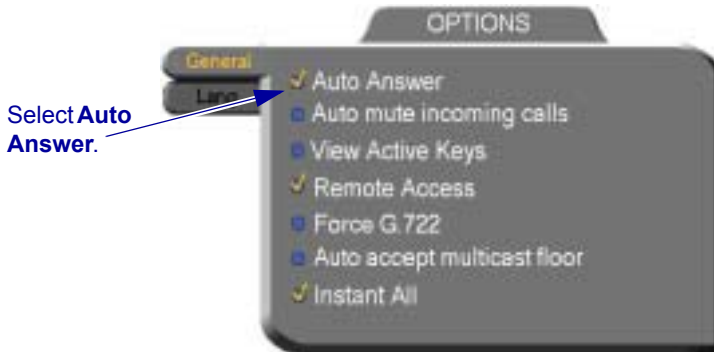 OPTIONS
General
Lang
Select Auto
Answer.
Auto Answer
Auto mute incoming calls
View Active Keys
Remote Access
Force G.722
Auto accept multicast floor
Instant All